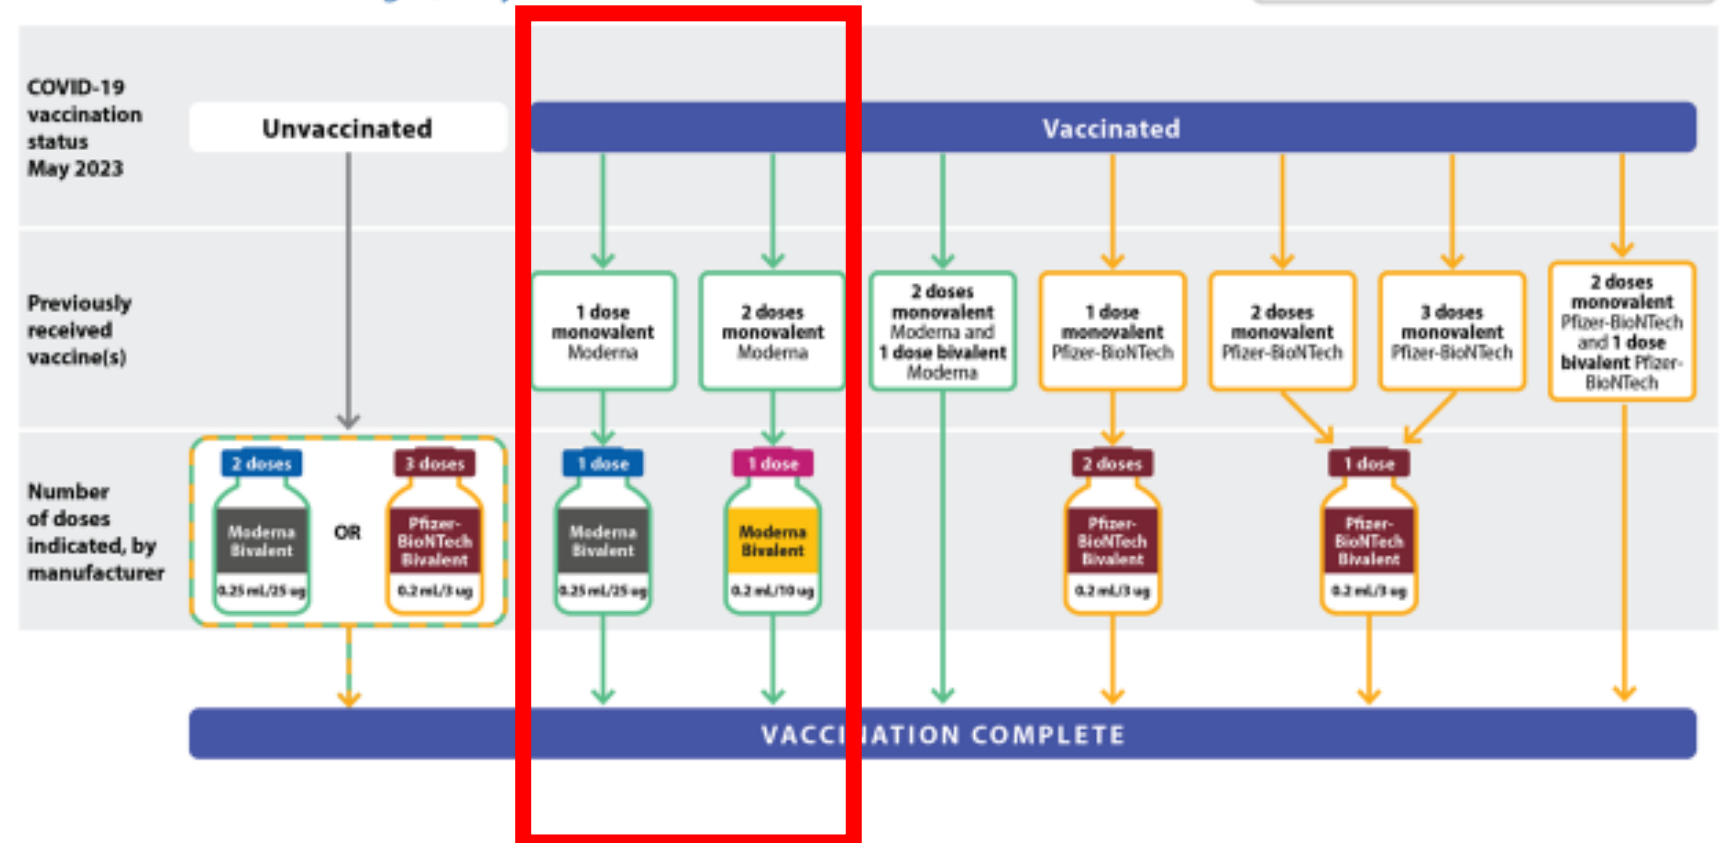 COVID-19
vaccination
status
May 2023
Unvaccinated
Vaccinated
Previously
received
vaccine(s)
1 dose
monovalent
Moderna
2 doses
monovalent
Moderna
2 doses
monovalent
Moderna and
1 dose bivalent
Moderna
1 dose
monovalent
Pfizer-BioNTech
2 doses
monovalent
Pfizer-BioNTech
3 doses
monovalent
Pfizer-BioNTech
2 doses
monovalent
Pfizer-BioNTech
and 1 dose
bivalent Pfizer-
BioNTech
Number
of doses
indicated, by
manufacturer
2 doses
Moderna
Bivalent
0.25 mL/25 ug
OR
3 doses
Pfizer-
BioNTech
Bivalent
0.2 mL/3 ug
1 dose
Moderna
Bivalent
0.25 mL/25 ug
1 dose
Moderna
Bivalent
0.2 mL/10 ug
2 doses
Pfizer-
BioNTech
Bivalent
0.2 mL/3 ug
1 dose
Pfizer-
BioNTech
Bivalent
0.2 mL/3 ug
VACCINATION COMPLETE